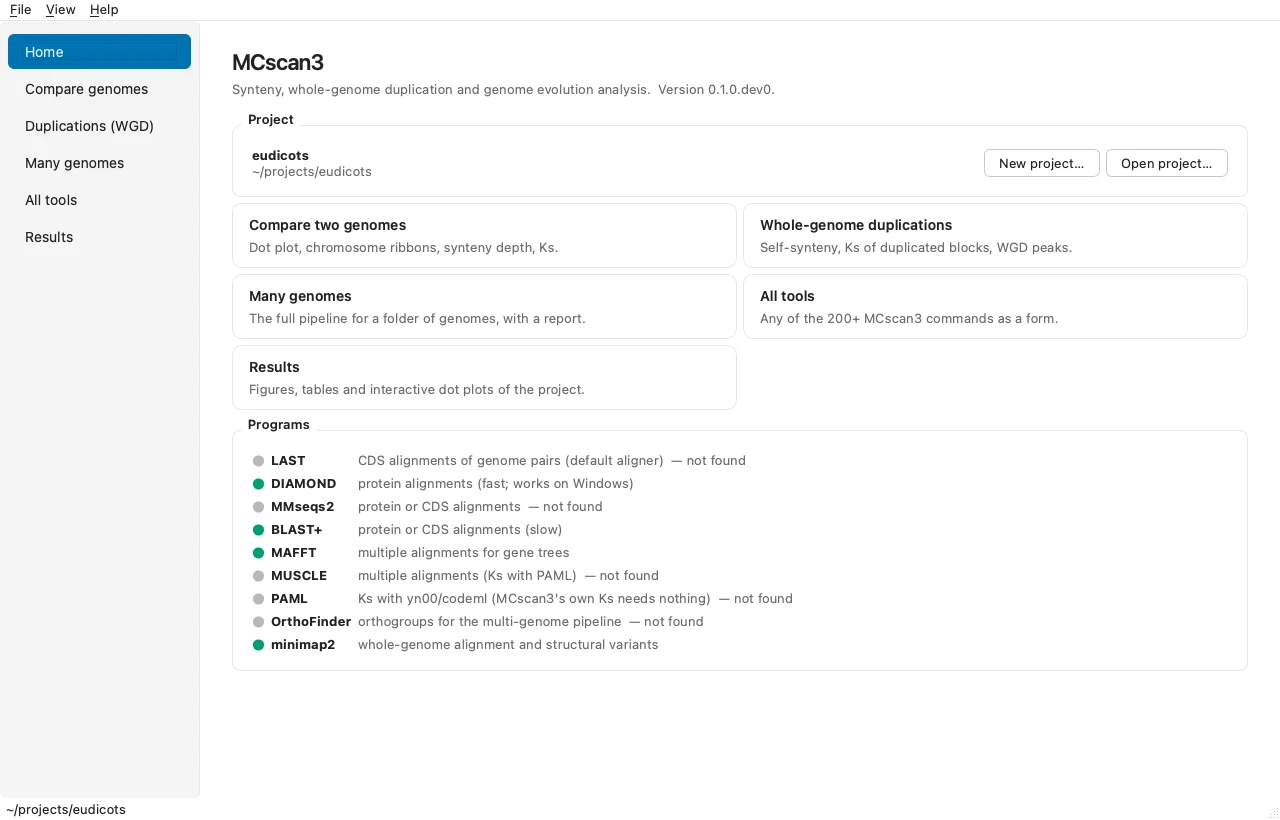 File View Help
Home
Compare genomes
Duplications (WGD)
Many genomes
All tools
Results
MCscan3
Synteny, whole-genome duplication and genome evolution analysis. Version 0.1.0.dev0.
Project
eudicots
~/projects/eudicots
New project...
Open project...
Compare two genomes
Dot plot, chromosome ribbons, synteny depth, Ks.
Whole-genome duplications
Self-synteny, Ks of duplicated blocks, WGD peaks.
Many genomes
The full pipeline for a folder of genomes, with a report.
All tools
Any of the 200+ MCscan3 commands as a form.
Results
Figures, tables and interactive dot plots of the project.
Programs
LAST CDS alignments of genome pairs (default aligner) — not found
DIAMOND protein alignments (fast; works on Windows)
MMseqs2 protein or CDS alignments — not found
BLAST+ protein or CDS alignments (slow)
MAFFT multiple alignments for gene trees
MUSCLE multiple alignments (Ks with PAML) — not found
PAML Ks with yn00/codeml (MCscan3's own Ks needs nothing) — not found
OrthoFinder orthogroups for the multi-genome pipeline — not found
minimap2 whole-genome alignment and structural variants
~/projects/eudicots